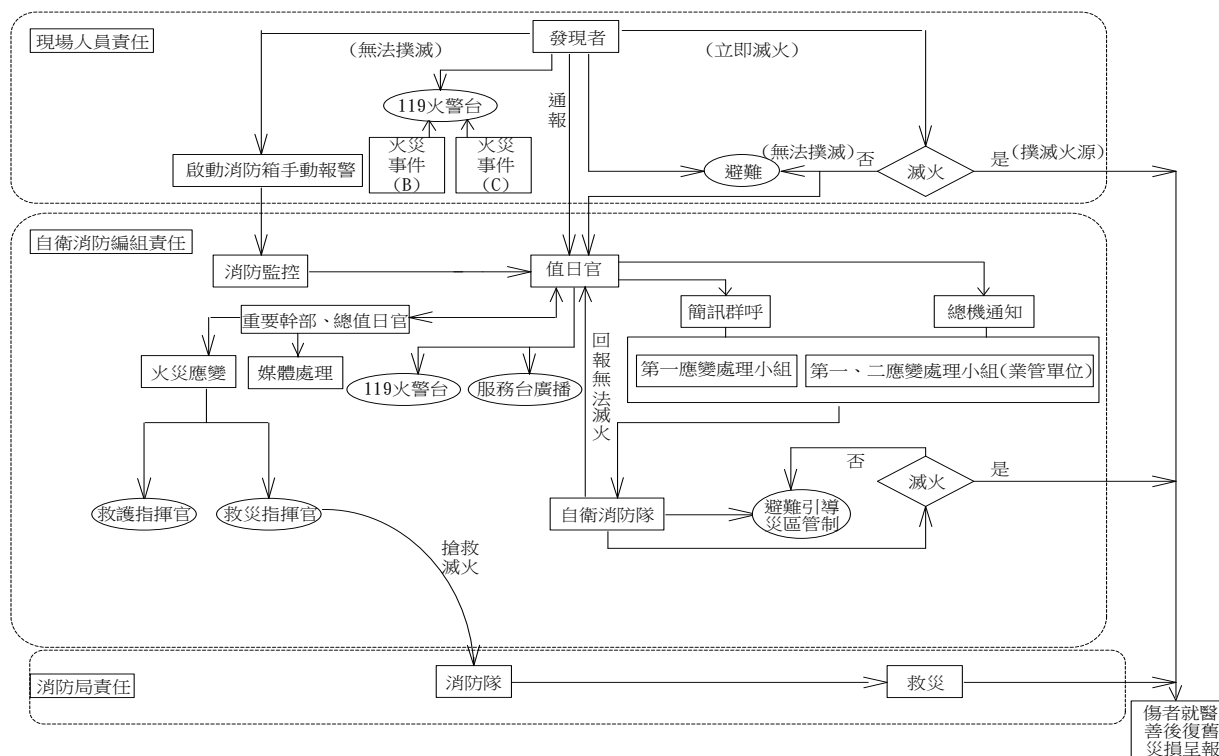 現場人員責任
發現者
(無法撲滅)
(立即滅火)
119火警台
通
報
火災
事件
(B)
火災
事件
(C)
啟動消防箱手動報警
避難
(無法撲滅)
否
滅火
是(撲滅火源)
自衛消防編組責任
消防監控
值日官
簡訊群呼
總機通知
重要幹部、總值日官
火災應變
媒體處理
119火警台
服務台廣播
回
報
無
法
滅
火
第一應變處理小組
第一、二應變處理小組(業管單位)
救護指揮官
救災指揮官
自衛消防隊
避難引導
災區管制
否
滅火
是
搶救
滅火
消防局責任
消防隊
救災
傷者就醫
善後復舊
災損呈報